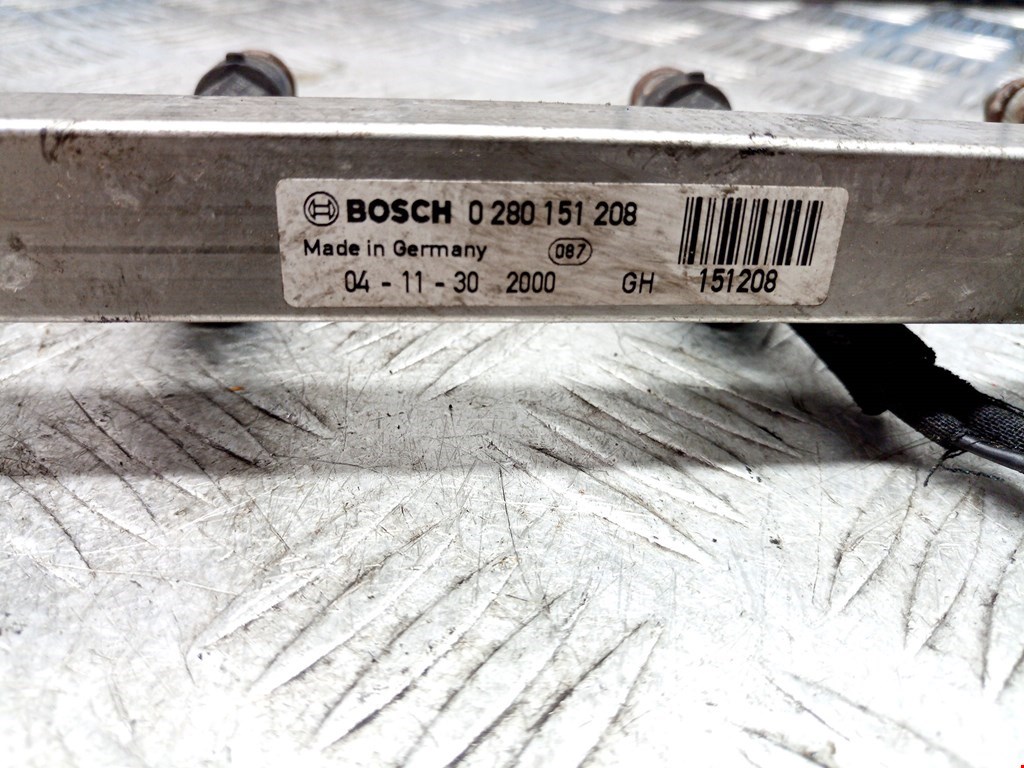 BOSCH 0 280 151 208
Made in Germany 087
04 - 11 - 30 2000 GH 151208